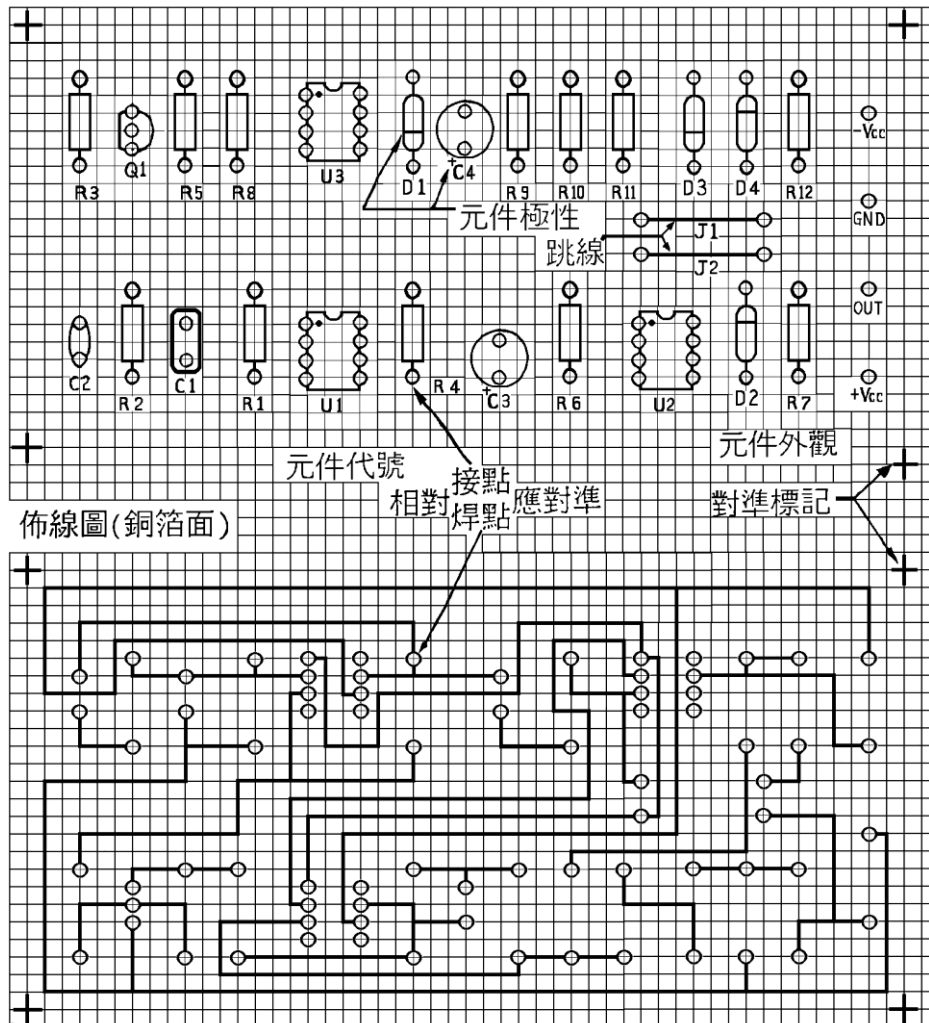 R3
Q1
R5
R8
U3
D1
+
C4
R9
R10
R11
D3
D4
R12
-Vcc
元件極性
跳線
J1
J2
GND
OUT
C2
R2
C1
R1
U1
R4
+
C3
R6
U2
D2
R7
+Vcc
元件代號
元件外觀
相對接點應對準
焊點
對準標記
佈線圖(銅箔面)